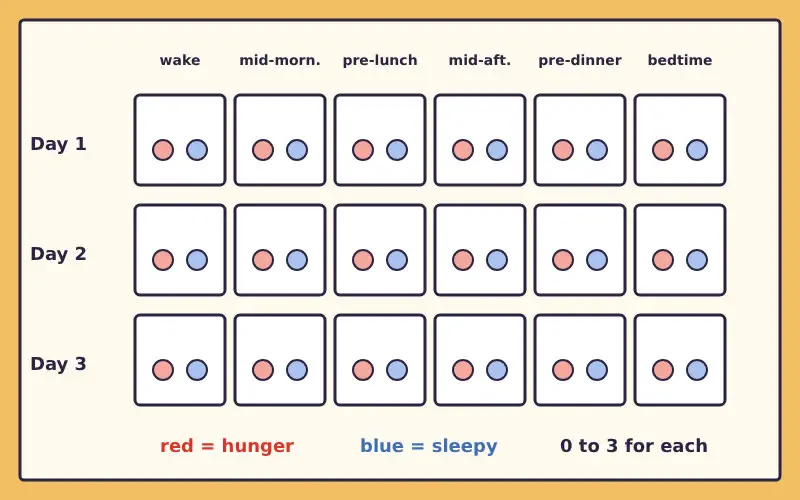 wake mid-morn. pre-lunch mid-aft. pre-dinner bedtime
Day 1
Day 2
Day 3
red = hunger blue = sleepy 0 to 3 for each